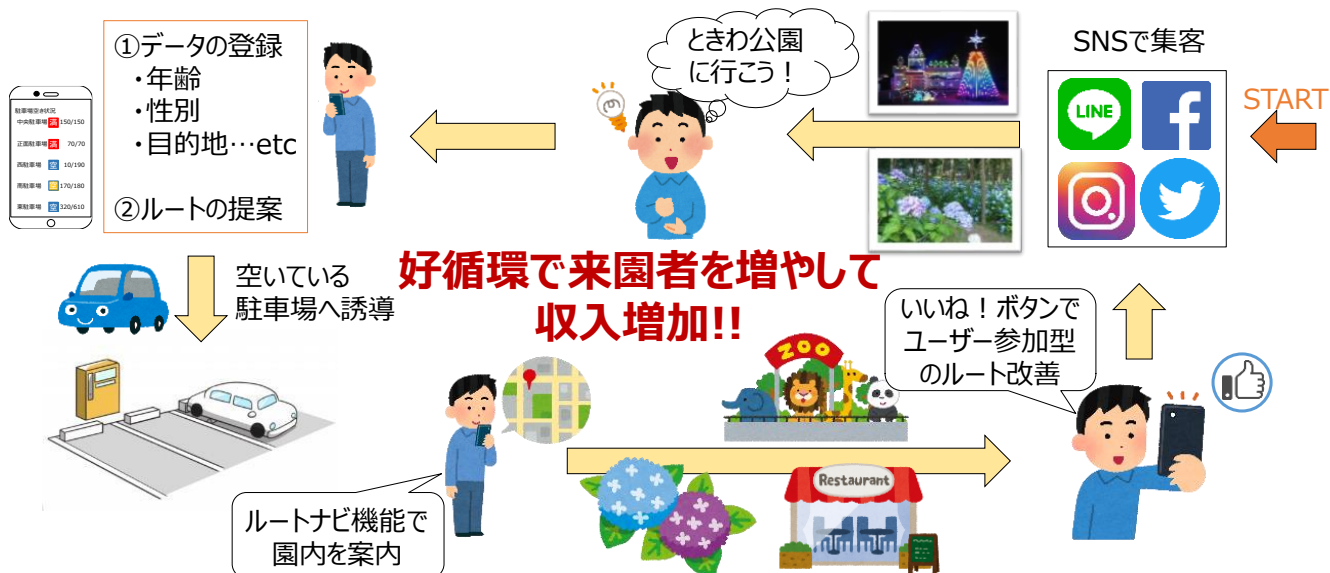 START
SNSで集客
LINE
ときわ公園
に行こう！
①データの登録
・年齢
・性別
・目的地…etc
②ルートの提案
駐車場空き状況
中央駐車場 満 150/150
正面駐車場 満 70/70
西駐車場 空 10/190
南駐車場 170/180
東駐車場 空 320/610
空いている
駐車場へ誘導
好循環で来園者を増やして
収入増加!!
ルートナビ機能で
園内を案内
ZOO
Restaurant
いいね！ボタンで
ユーザー参加型
のルート改善